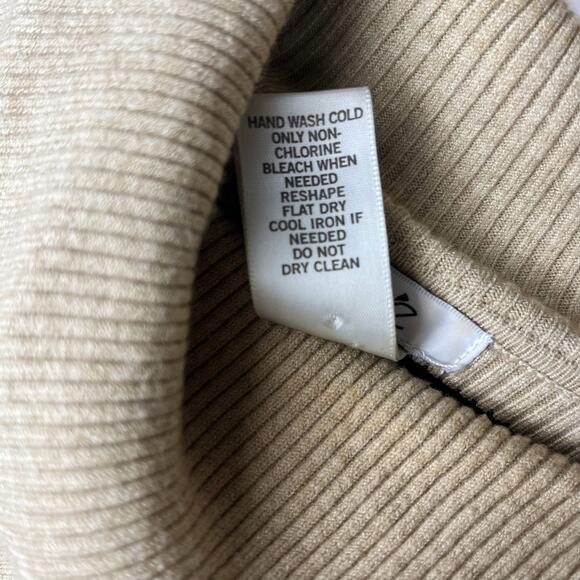 HAND WASH COLD
ONLY NON-
CHLORINE
BLEACH WHEN
NEEDED
RESHAPE
FLAT DRY
COOL IRON IF
NEEDED
DO NOT
DRY CLEAN